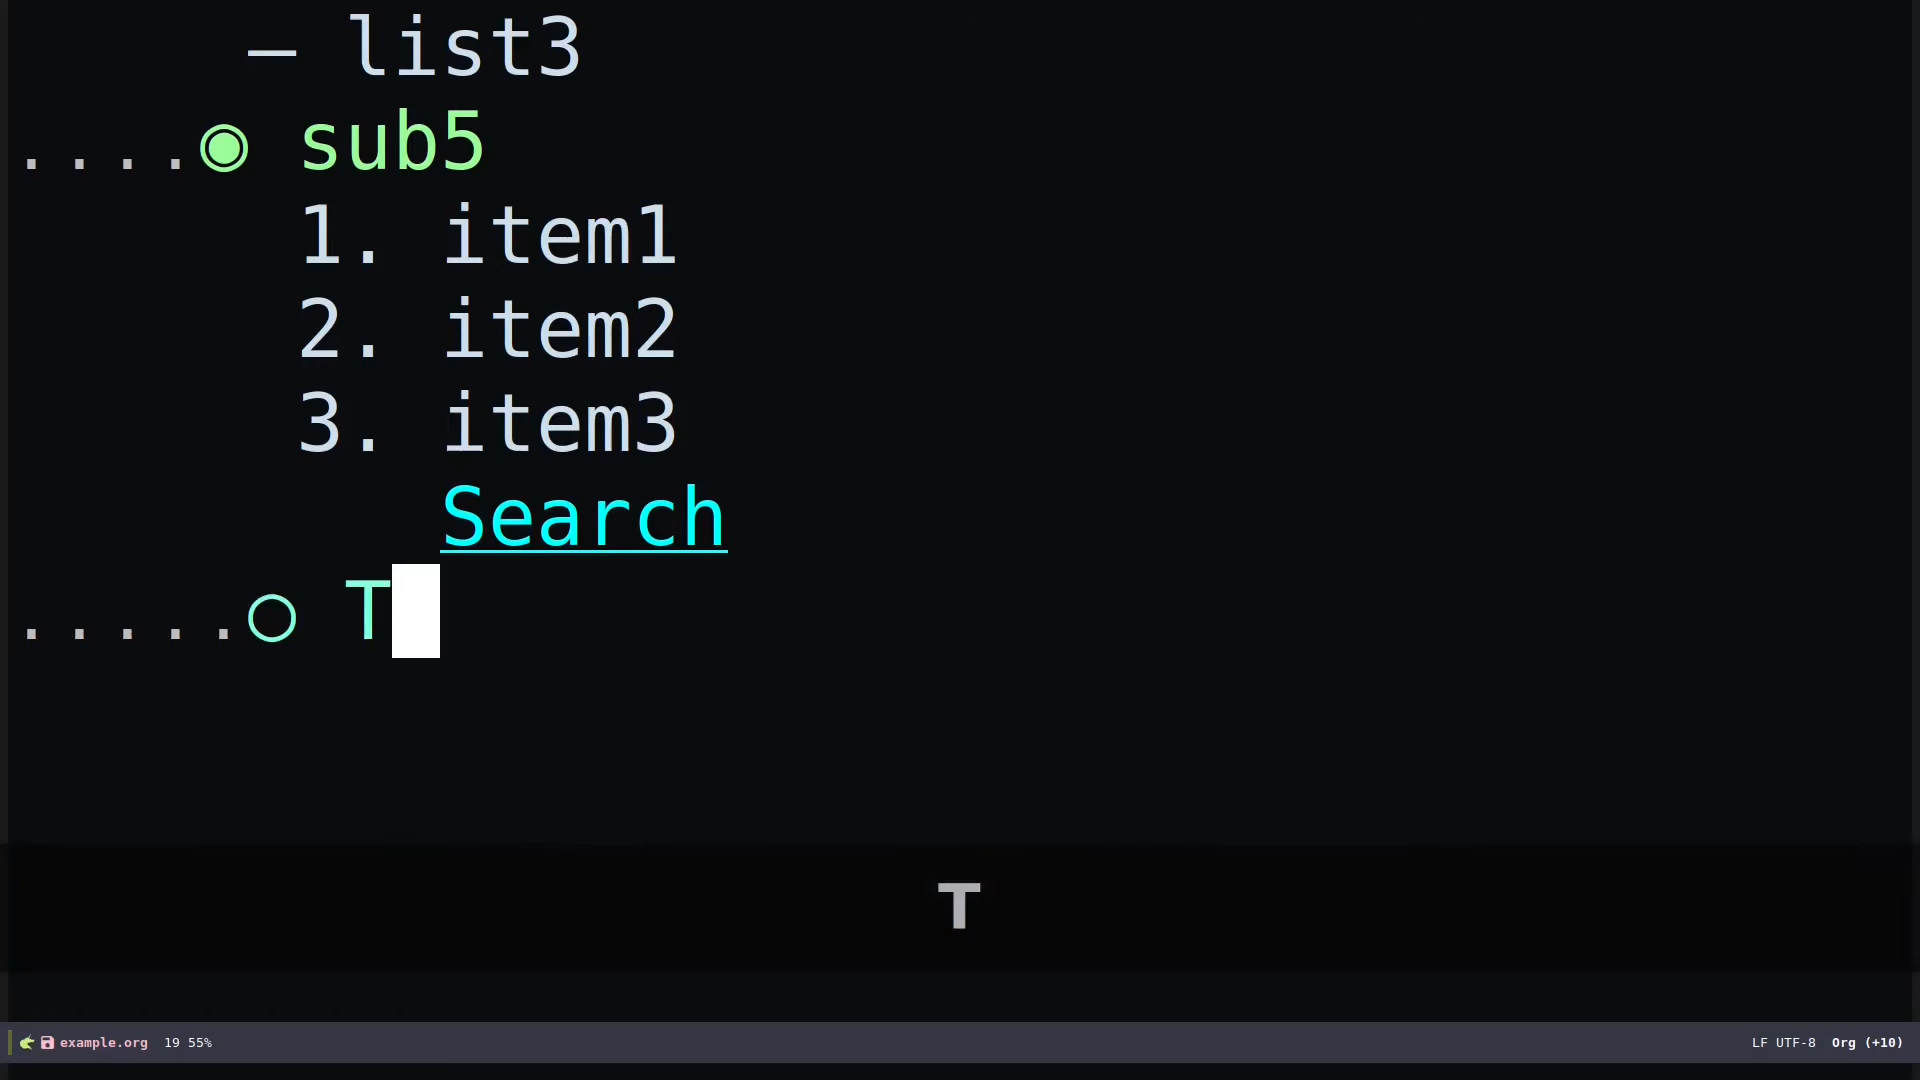 – list3
....◉ sub5
1. item1
2. item2
3. item3
Search
.....○ T
T
example.org 19 55% LF UTF-8 Org (+10)